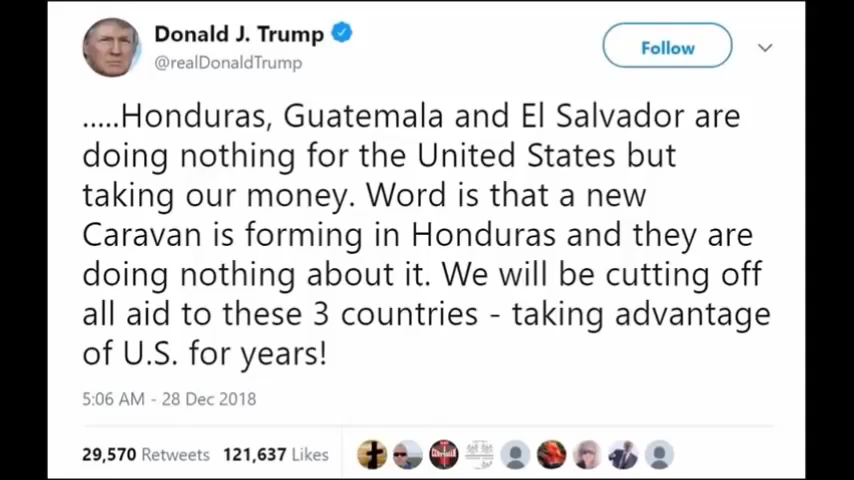 Donald J. Trump
@realDonaldTrump
Follow
.....Honduras, Guatemala and El Salvador are
doing nothing for the United States but
taking our money. Word is that a new
Caravan is forming in Honduras and they are
doing nothing about it. We will be cutting off
all aid to these 3 countries - taking advantage
of U.S. for years!
5:06 AM - 28 Dec 2018
29,570 Retweets 121,637 Likes